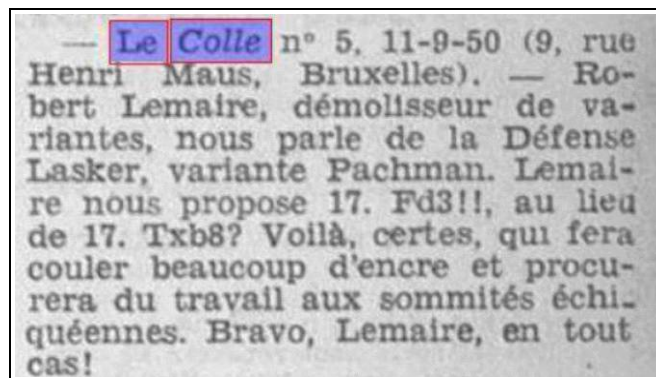 — Le Colle n° 5, 11-9-50 (9, rue
Henri Maus, Bruxelles). — Ro-
bert Lemaire, démolisseur de va-
riantes, nous parle de la Défense
Lasker, variante Pachman. Lemai-
re nous propose 17. Fd3!!, au lieu
de 17. Txb8? Voilà, certes, qui fera
couler beaucoup d'encre et procu-
rera du travail aux sommités échi-
quéennes. Bravo, Lemaire, en tout
cas!